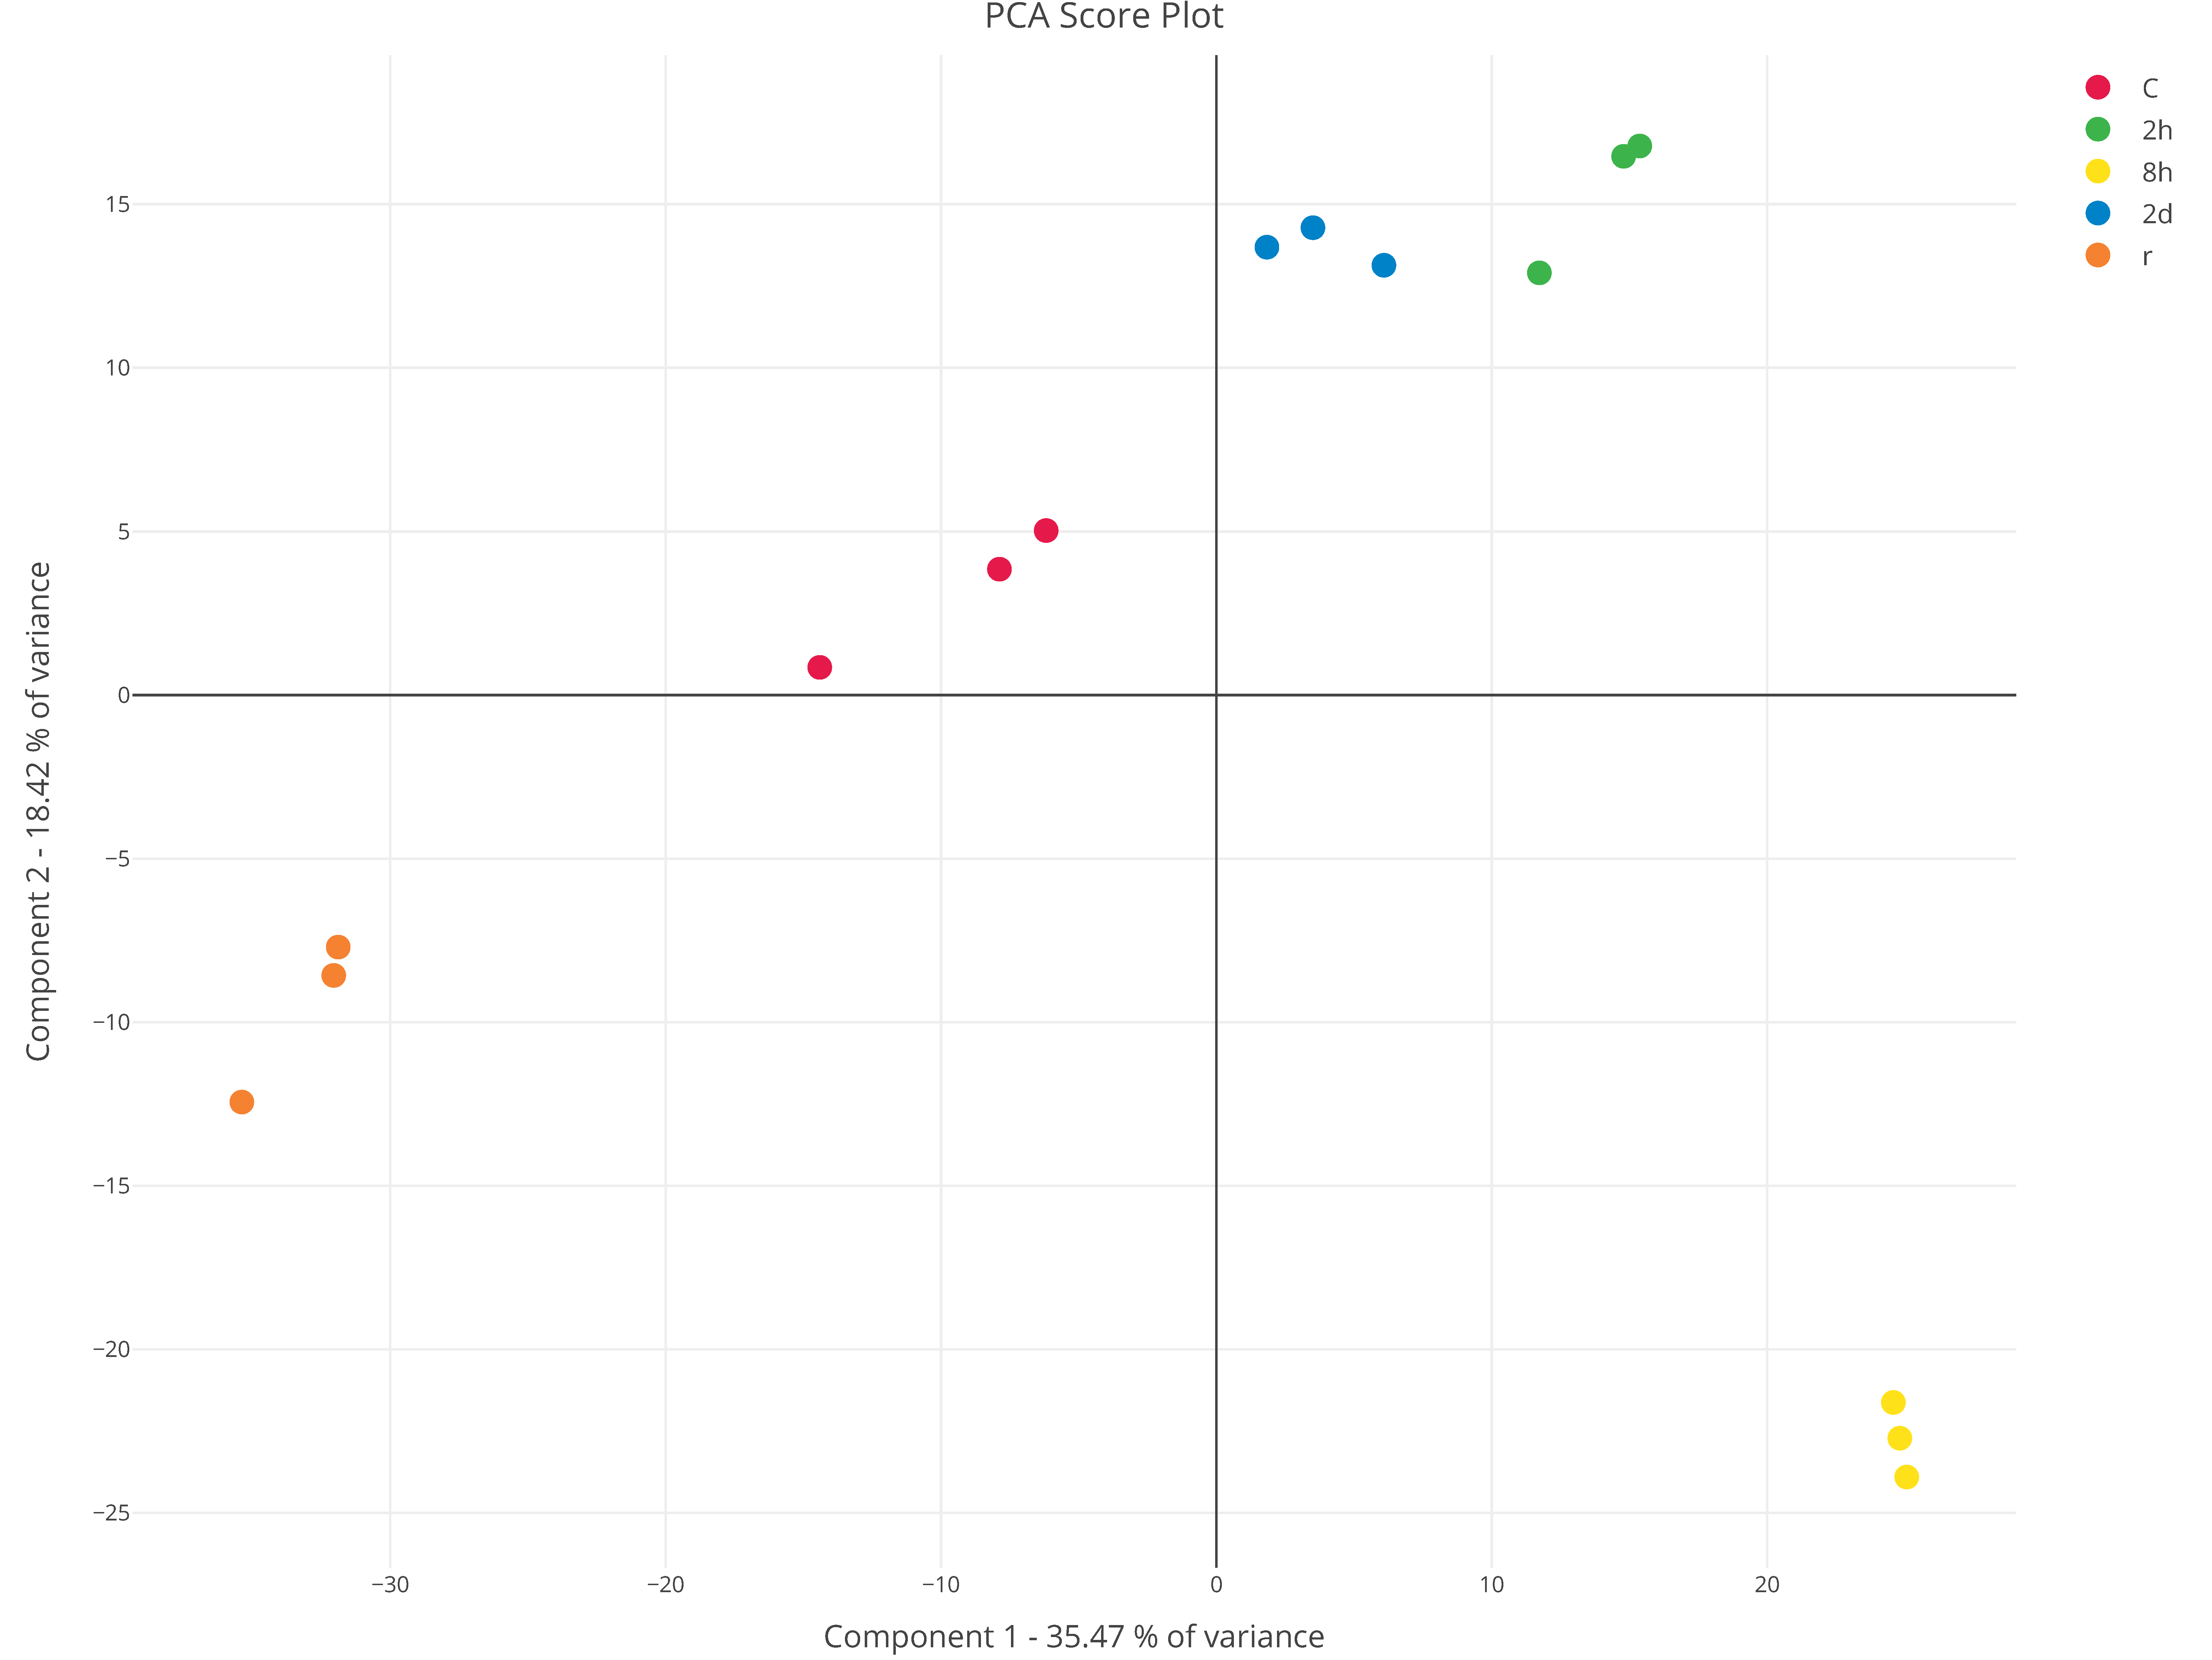 PCA Score Plot
C
2h
8h
2d
r
15
10
5
0
−5
−10
−15
−20
−25
Component 2 - 18.42 % of variance
−30
−20
−10
0
10
20
Component 1 - 35.47 % of variance